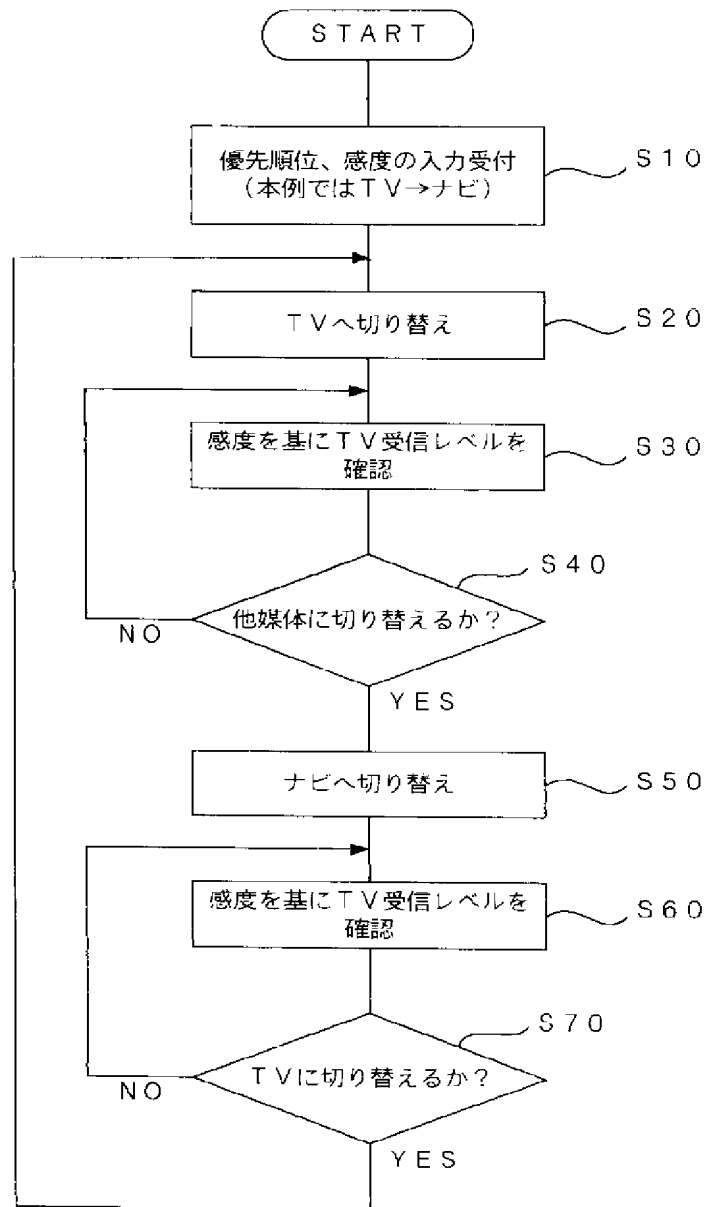 ＳＴＡＲＴ
優先順位、感度の入力受付
（本例ではＴＶ→ナビ）
Ｓ１０
ＴＶへ切り替え
Ｓ２０
感度を基にＴＶ受信レベルを
確認
Ｓ３０
Ｓ４０
他媒体に切り替えるか？
ＮＯ
ＹＥＳ
ナビへ切り替え
Ｓ５０
感度を基にＴＶ受信レベルを
確認
Ｓ６０
Ｓ７０
ＴＶに切り替えるか？
ＮＯ
ＹＥＳ